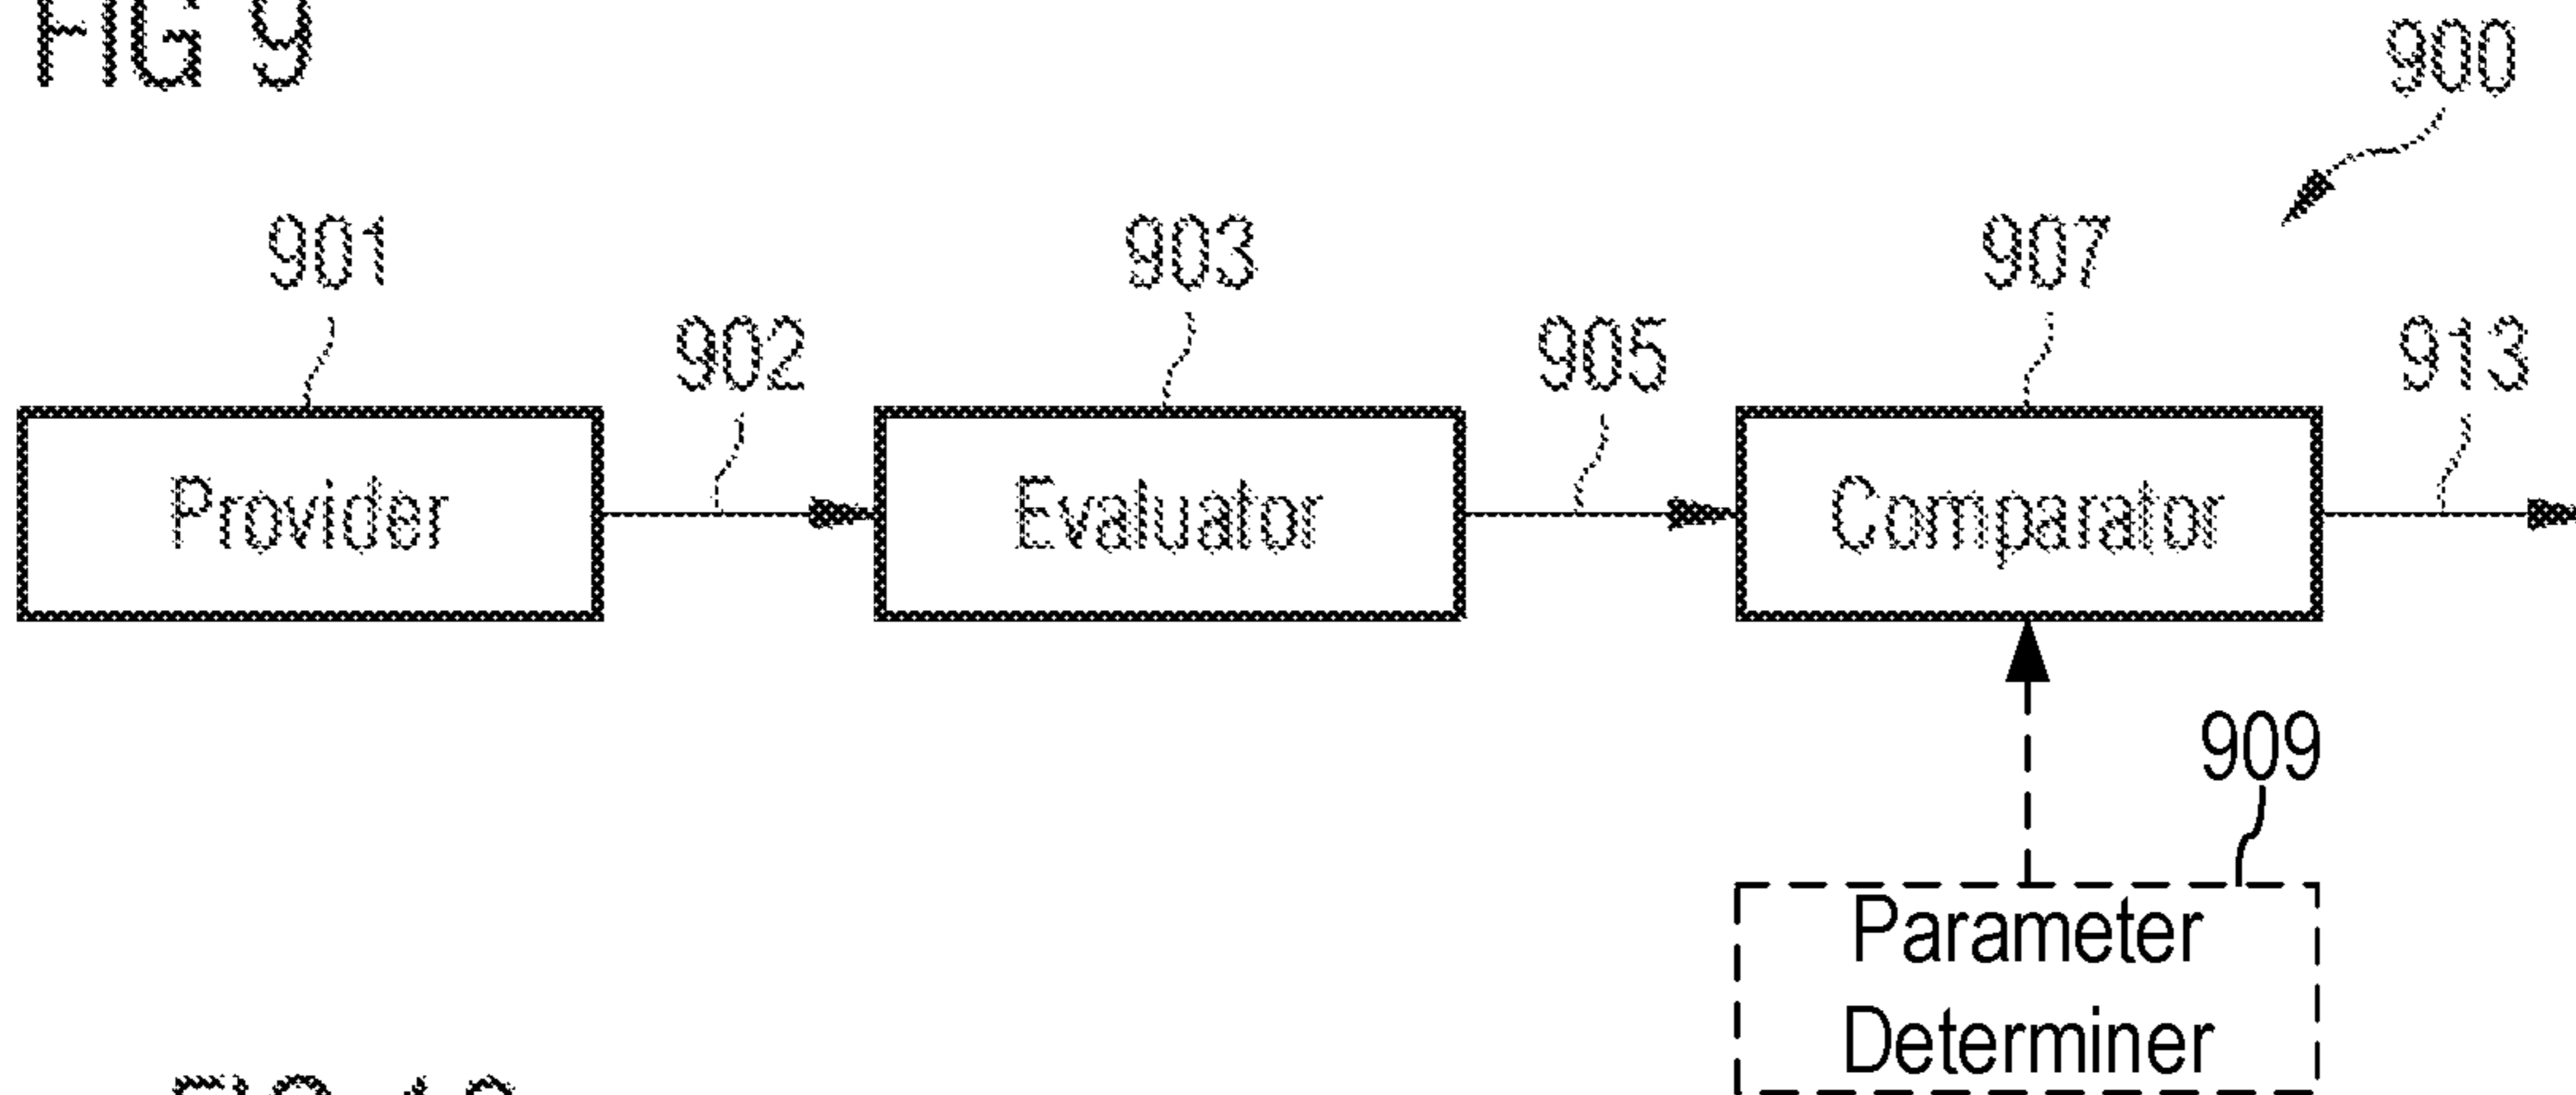 FIG 9
900
901
903
907
902
905
913
Provider
Evaluator
Comparator
909
Parameter
Determiner